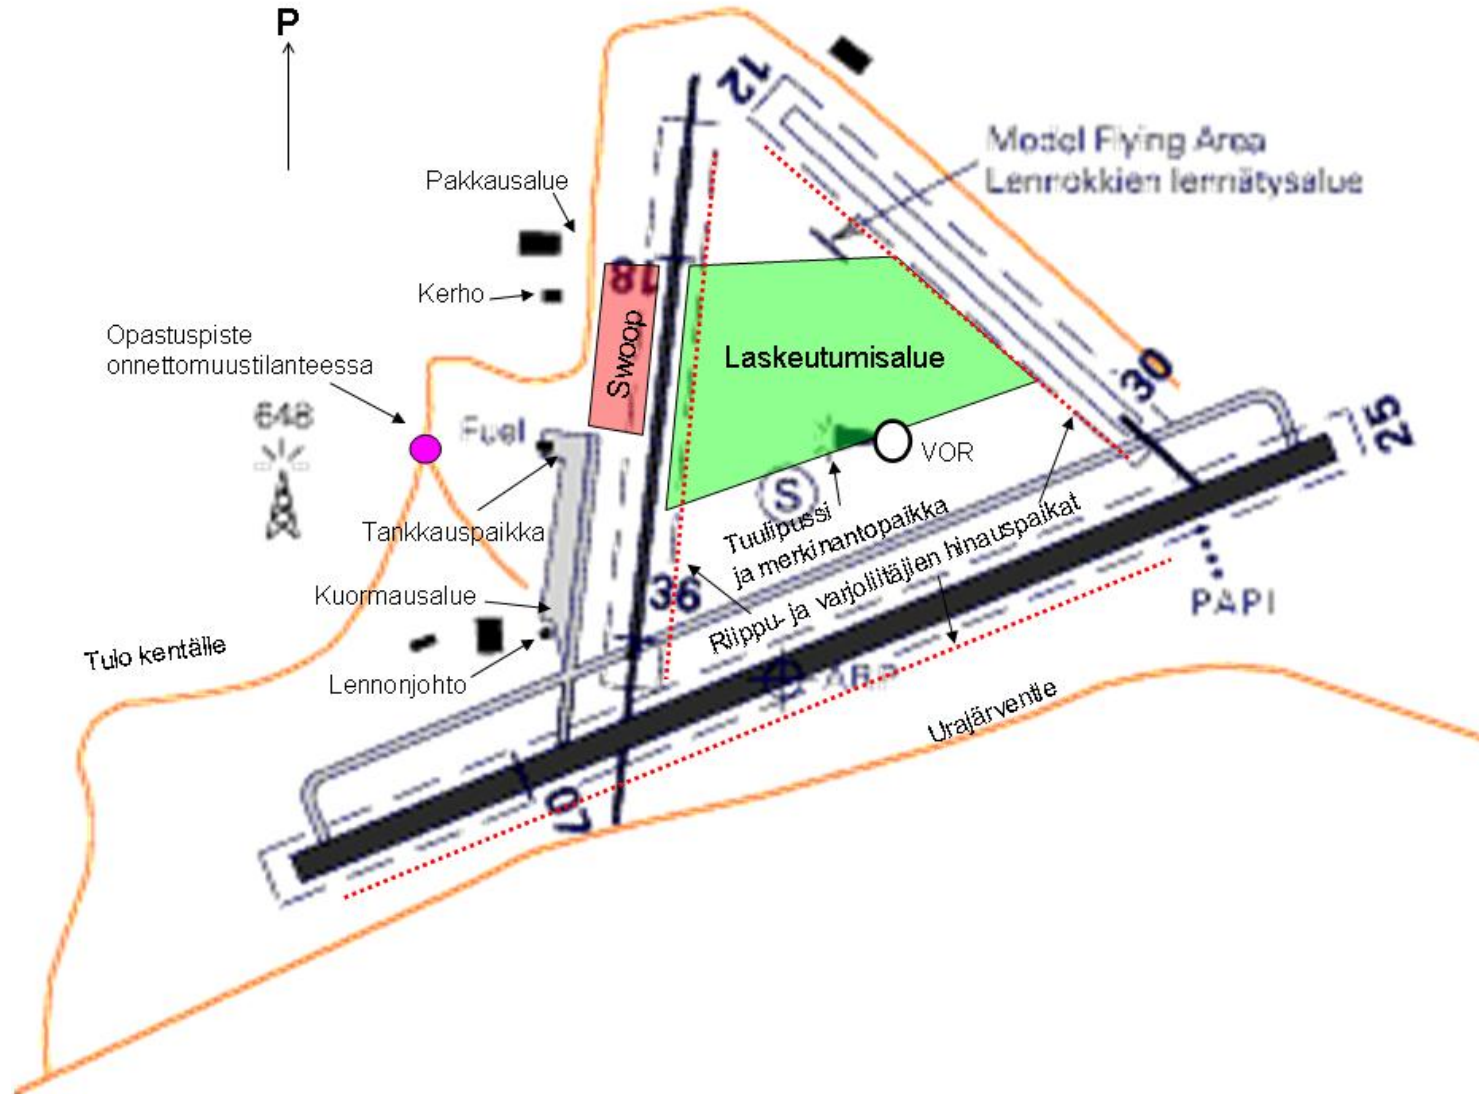 P
12
Model Flying Area
Lennokkien lennätysalue
Pakkausalue
18
Kerho
Swoop
Laskeutumisalue
Opastuspiste
onnettomuustilanteessa
30
25
648
Fuel
VOR
S
Tankkauspaikka
Tuulipussi
ja merkinantopaikka
Riippu- ja varjoliitäjien hinauspaikat
36
Kuormausalue
PAPI
Tulo kentälle
Lennonjohto
ARP
Urajärventie
07